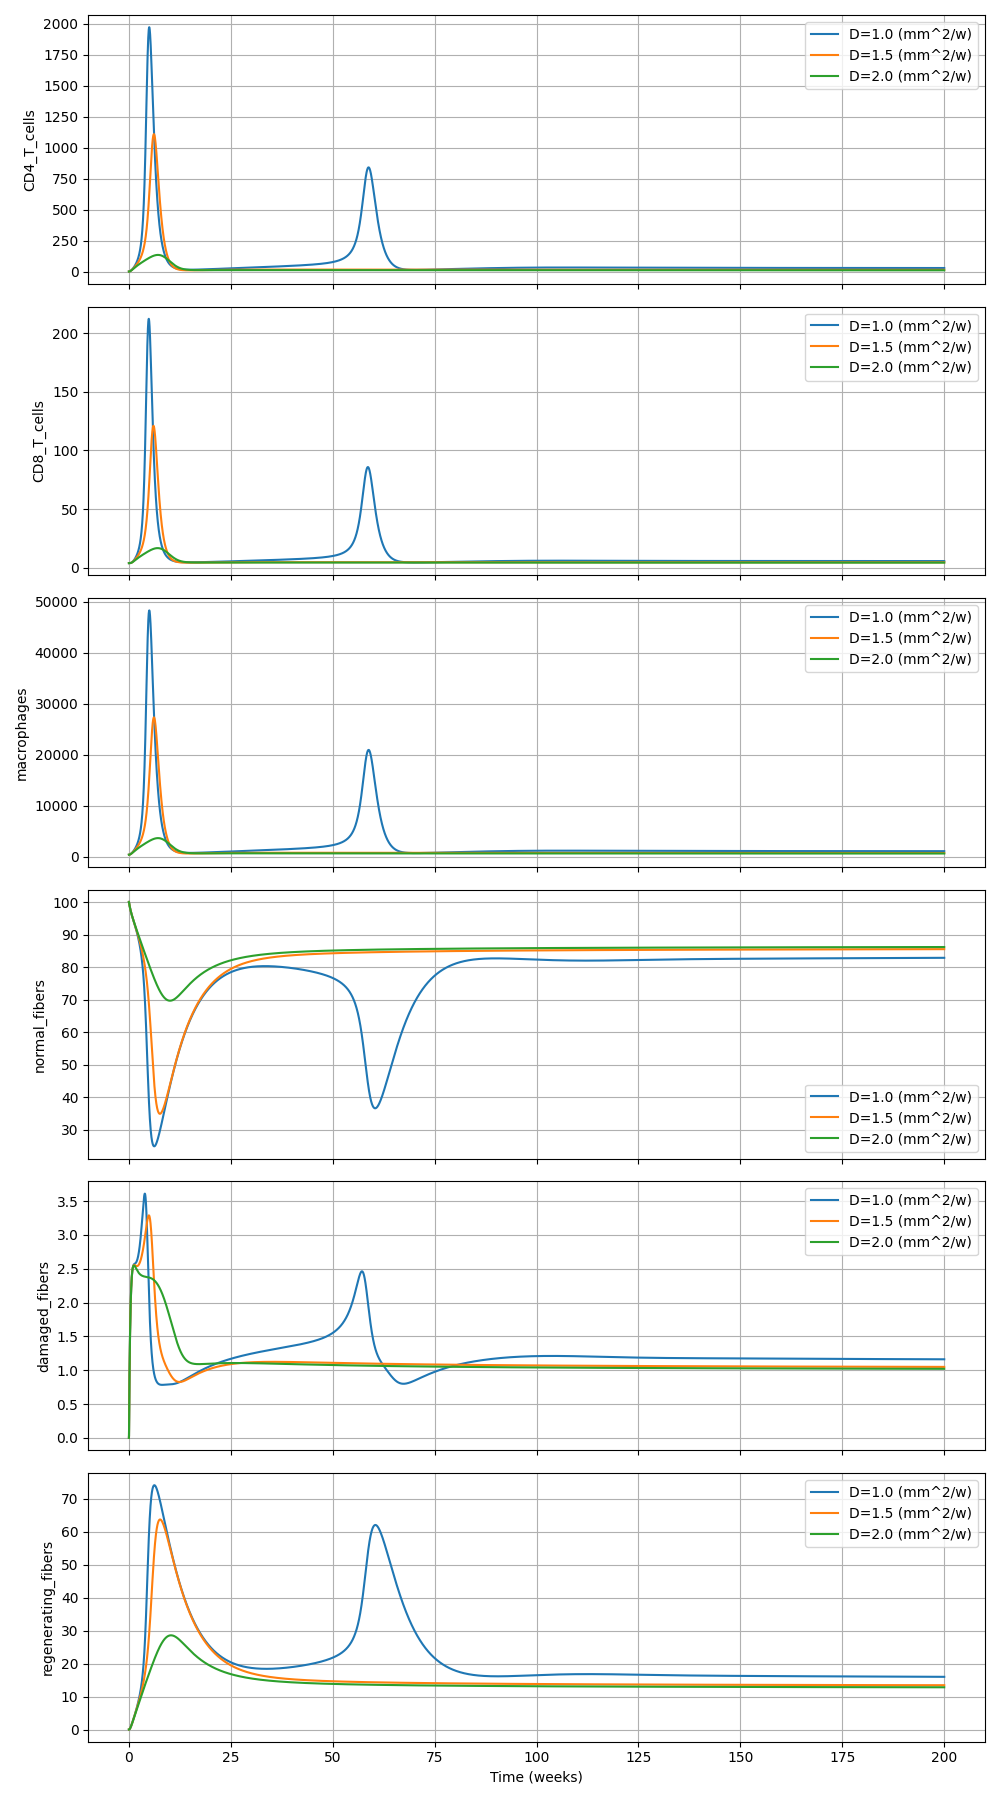 CD4_T_cells
2000
1750
1500
1250
1000
750
500
250
0
D=1.0 (mm^2/w)
D=1.5 (mm^2/w)
D=2.0 (mm^2/w)
CD8_T_cells
200
150
100
50
0
D=1.0 (mm^2/w)
D=1.5 (mm^2/w)
D=2.0 (mm^2/w)
macrophages
50000
40000
30000
20000
10000
0
D=1.0 (mm^2/w)
D=1.5 (mm^2/w)
D=2.0 (mm^2/w)
normal_fibers
100
90
80
70
60
50
40
30
D=1.0 (mm^2/w)
D=1.5 (mm^2/w)
D=2.0 (mm^2/w)
damaged_fibers
3.5
3.0
2.5
2.0
1.5
1.0
0.5
0.0
D=1.0 (mm^2/w)
D=1.5 (mm^2/w)
D=2.0 (mm^2/w)
regenerating_fibers
70
60
50
40
30
20
10
0
D=1.0 (mm^2/w)
D=1.5 (mm^2/w)
D=2.0 (mm^2/w)
0 25 50 75 100 125 150 175 200
Time (weeks)